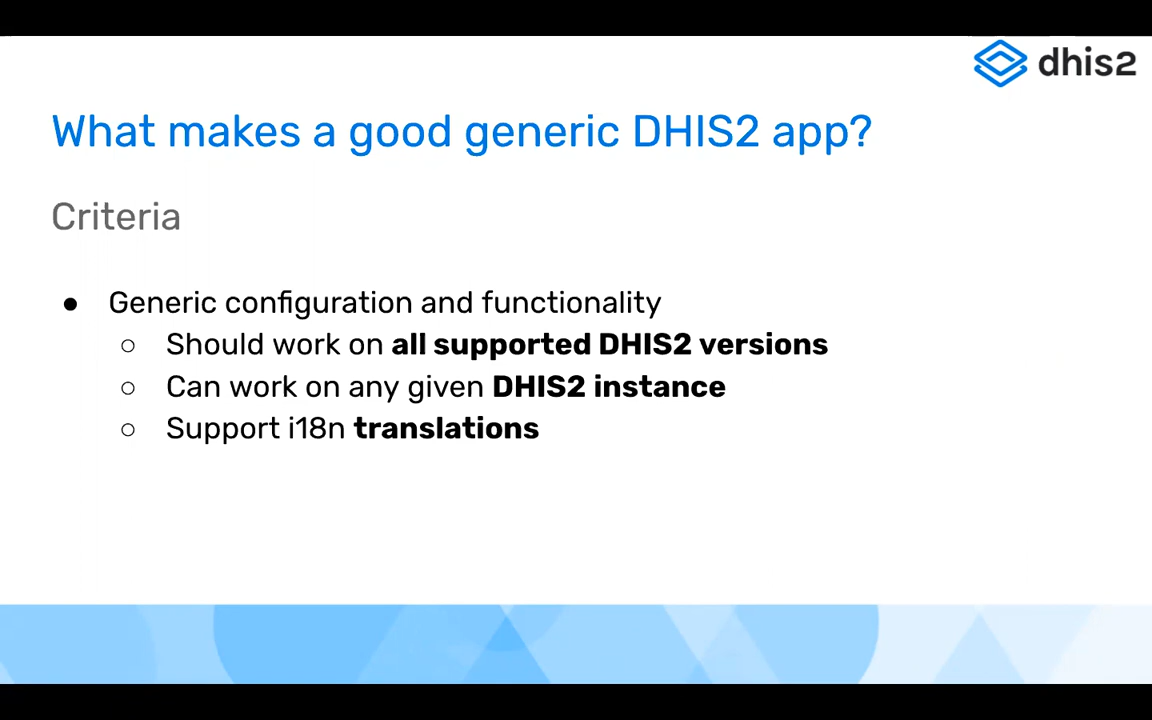 dhis2
What makes a good generic DHIS2 app?
Criteria
● Generic configuration and functionality
○ Should work on all supported DHIS2 versions
○ Can work on any given DHIS2 instance
○ Support i18n translations